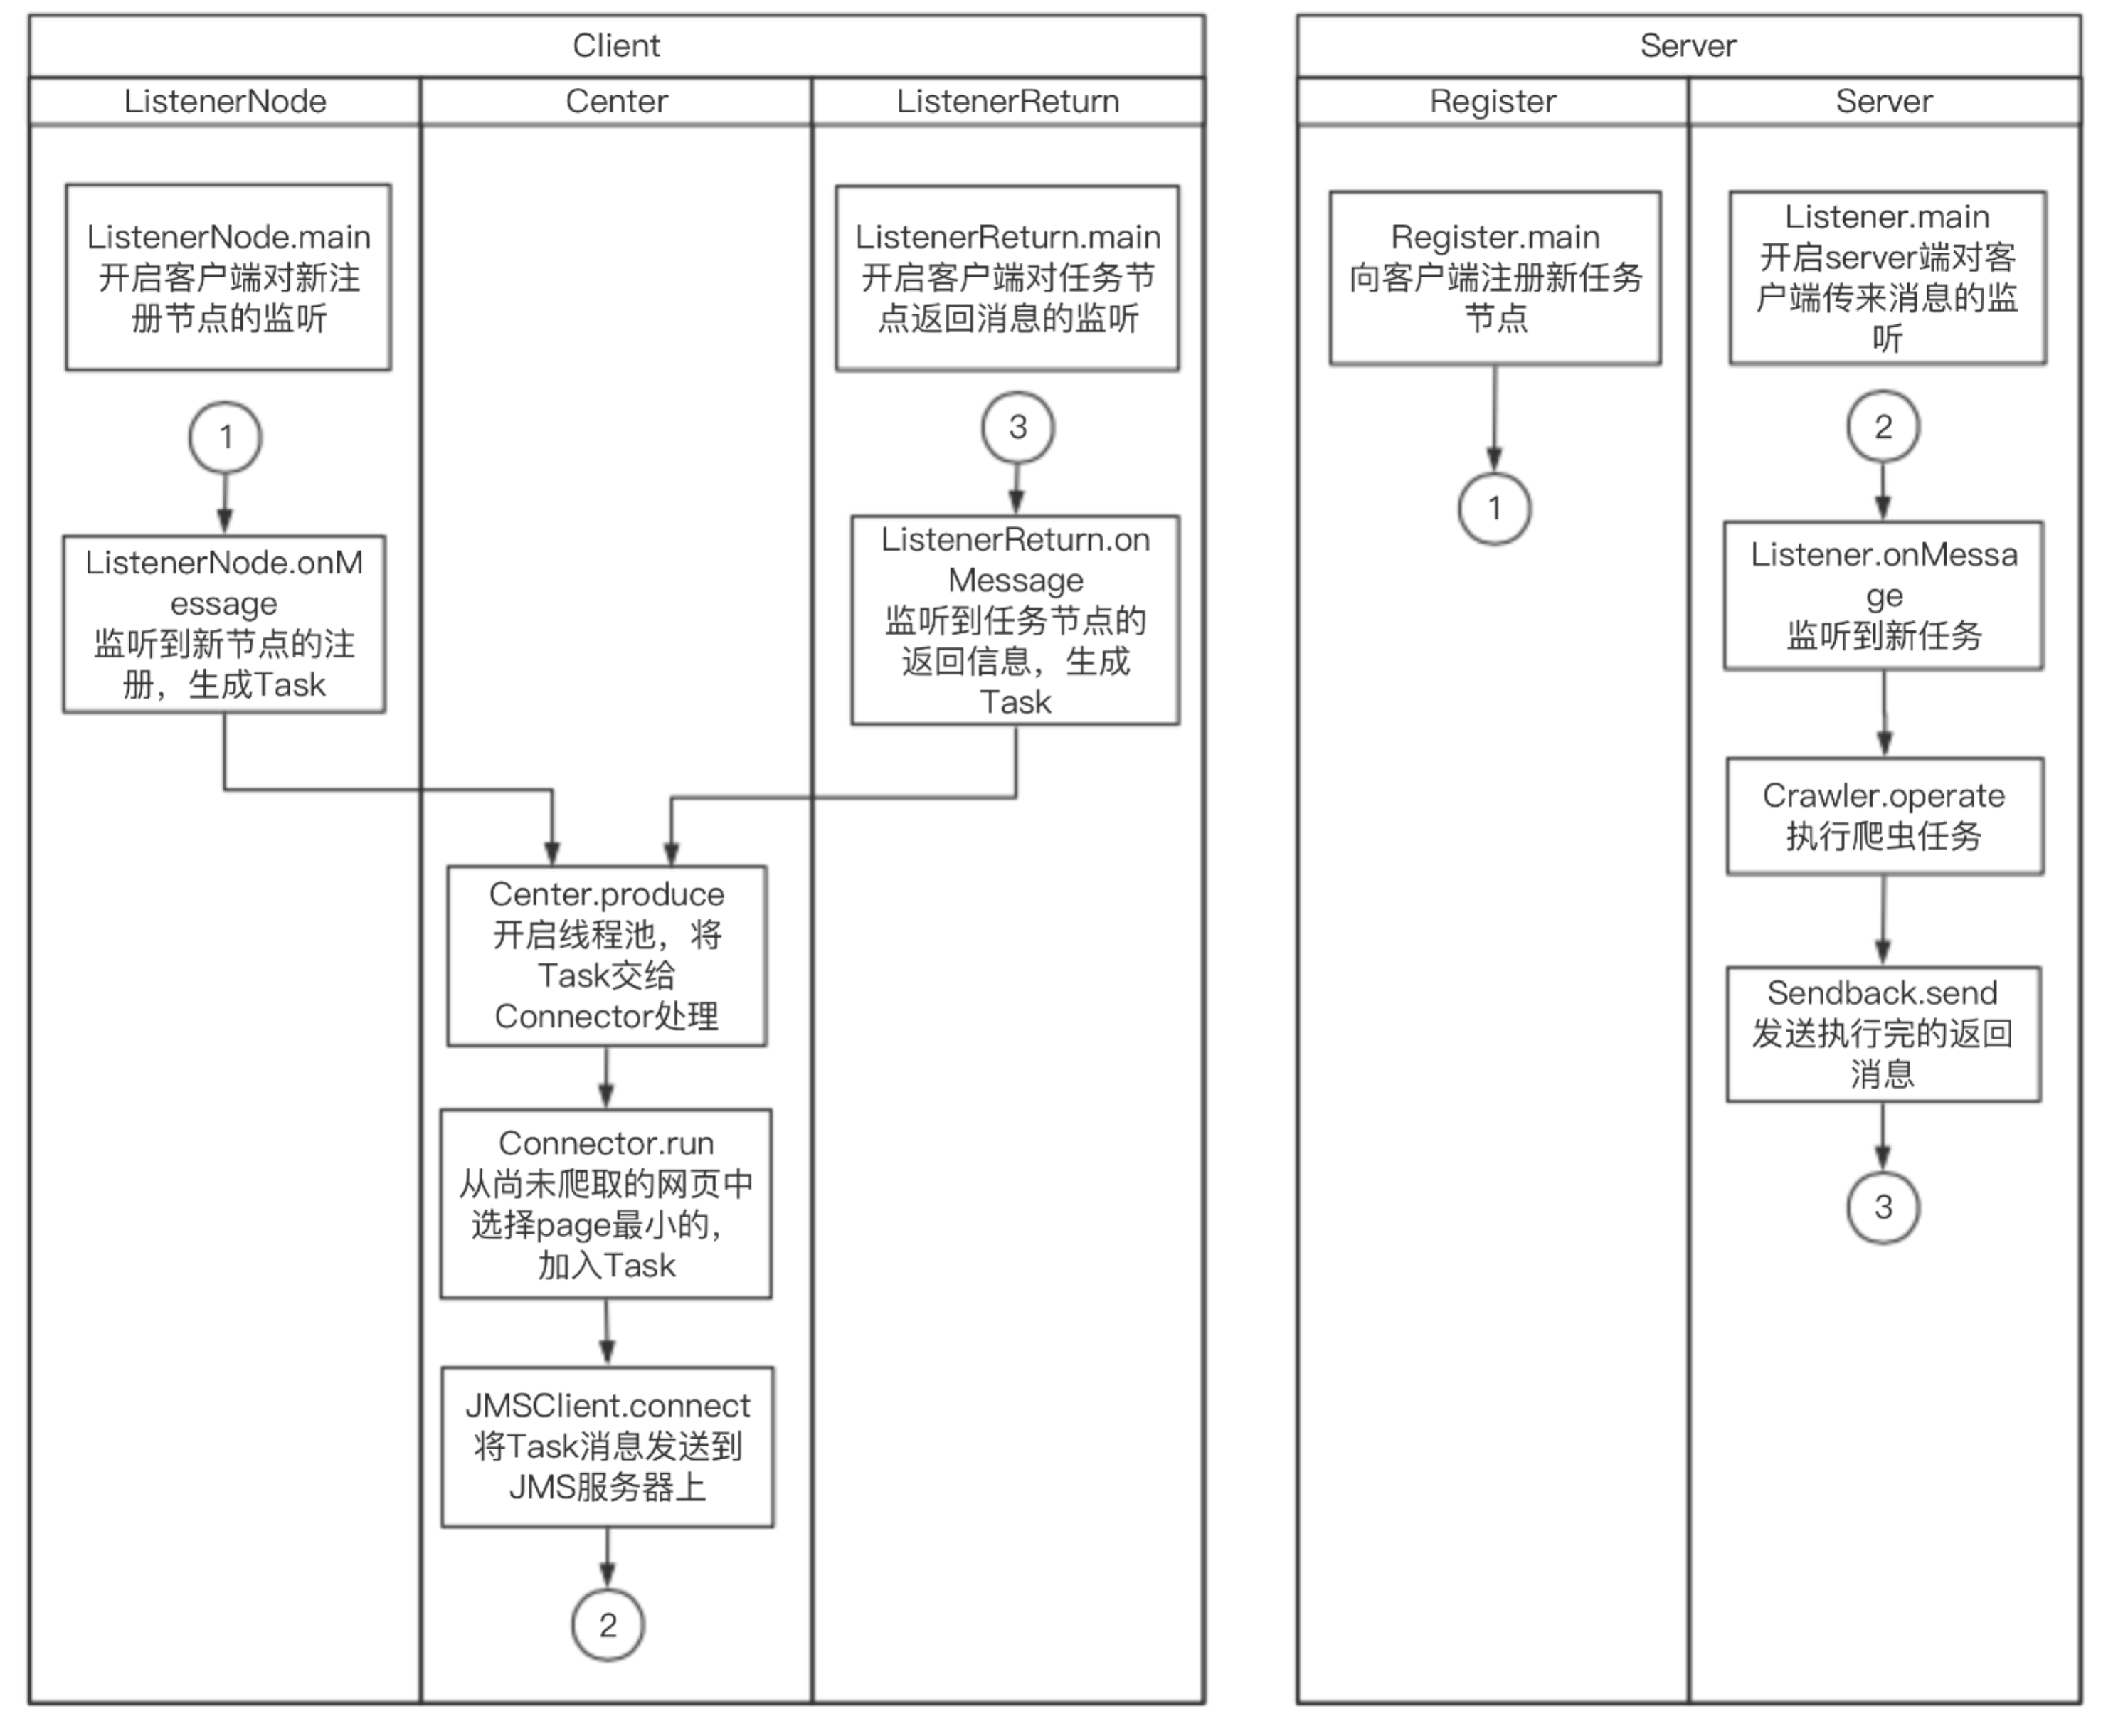 Client
ListenerNode
Center
ListenerReturn
ListenerNode.main
开启客户端对新注
册节点的监听
1
ListenerNode.onM
essage
监听到新节点的注
册，生成Task
ListenerReturn.main
开启客户端对任务节
点返回消息的监听
3
ListenerReturn.on
Message
监听到任务节点的
返回信息，生成
Task
Center.produce
开启线程池，将
Task交给
Connector处理
Connector.run
从尚未爬取的网页中
选择page最小的，
加入Task
JMSClient.connect
将Task消息发送到
JMS服务器上
2
Server
Register
Server
Register.main
向客户端注册新任务
节点
1
Listener.main
开启server端对客
户端传来消息的监
听
2
Listener.onMessa
ge
监听到新任务
Crawler.operate
执行爬虫任务
Sendback.send
发送执行完的返回
消息
3